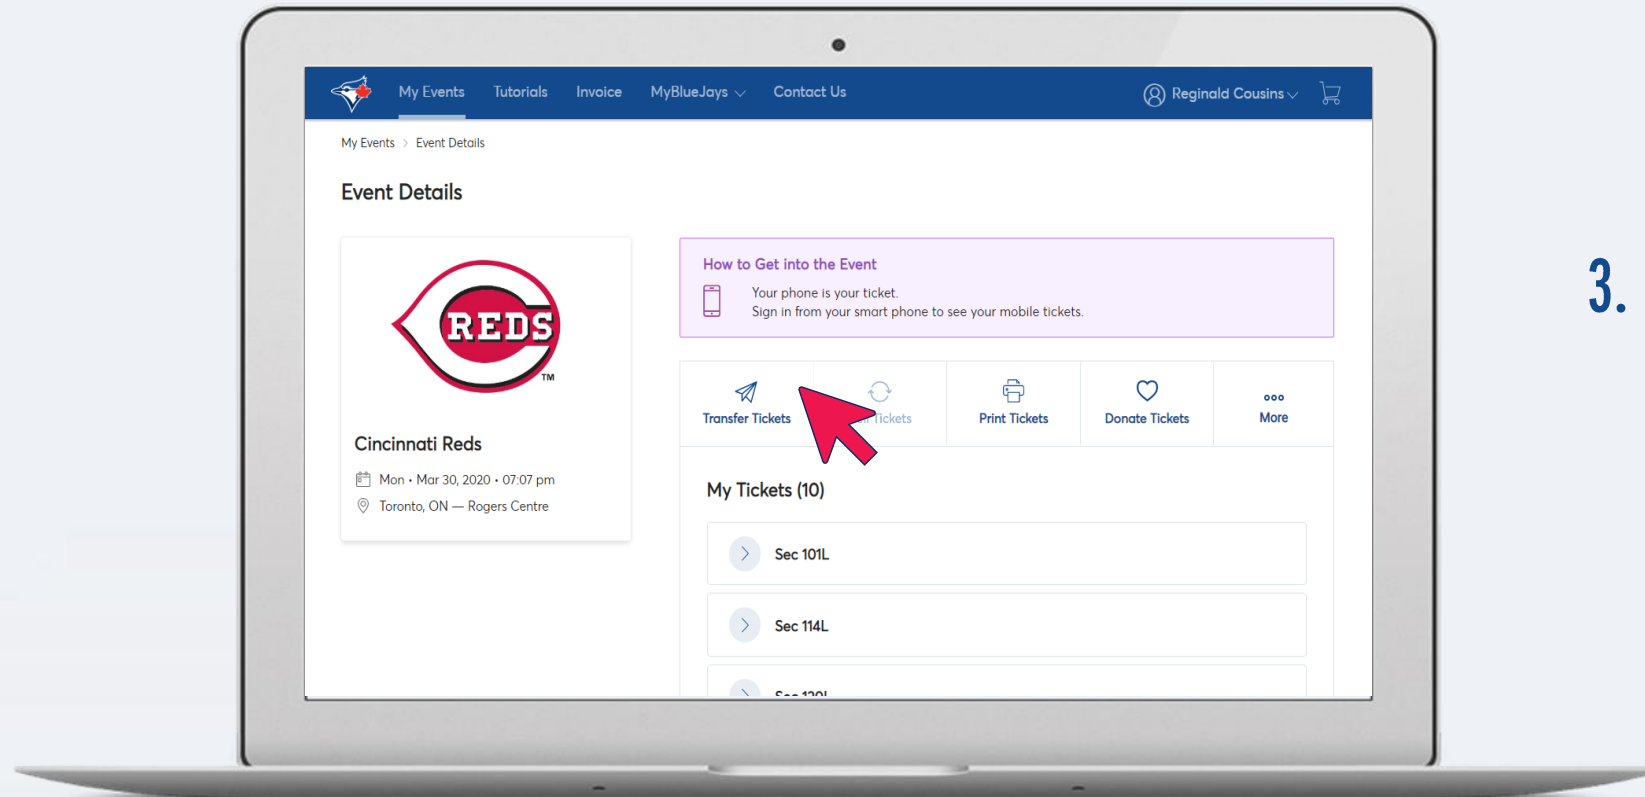 My Events Tutorials Invoice MyBlueJays Contact Us Reginald Cousins
My Events > Event Details
Event Details
REDS
TM
Cincinnati Reds
Mon • Mar 30, 2020 • 07:07 pm
Toronto, ON — Rogers Centre
How to Get into the Event
Your phone is your ticket.
Sign in from your smart phone to see your mobile tickets.
Transfer Tickets
Tickets
Print Tickets
Donate Tickets
More
My Tickets (10)
Sec 101L
Sec 114L
3.